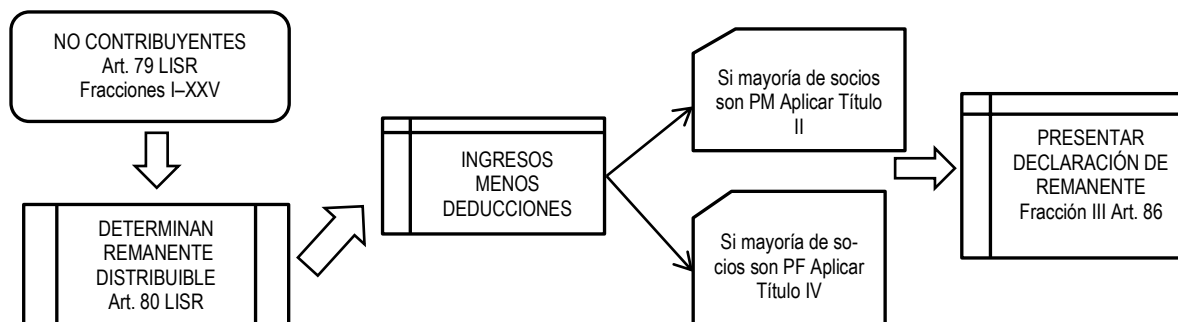 NO CONTRIBUYENTES
Art. 79 LISR
Fracciones I–XXV
DETERMINAN
REMANENTE
DISTRIBUIBLE
Art. 80 LISR
INGRESOS
MENOS
DEDUCCIONES
Si mayoría de socios
son PM Aplicar Título
II
Si mayoría de so-
cios son PF Aplicar
Título IV
PRESENTAR
DECLARACIÓN DE
REMANENTE
Fracción III Art. 86